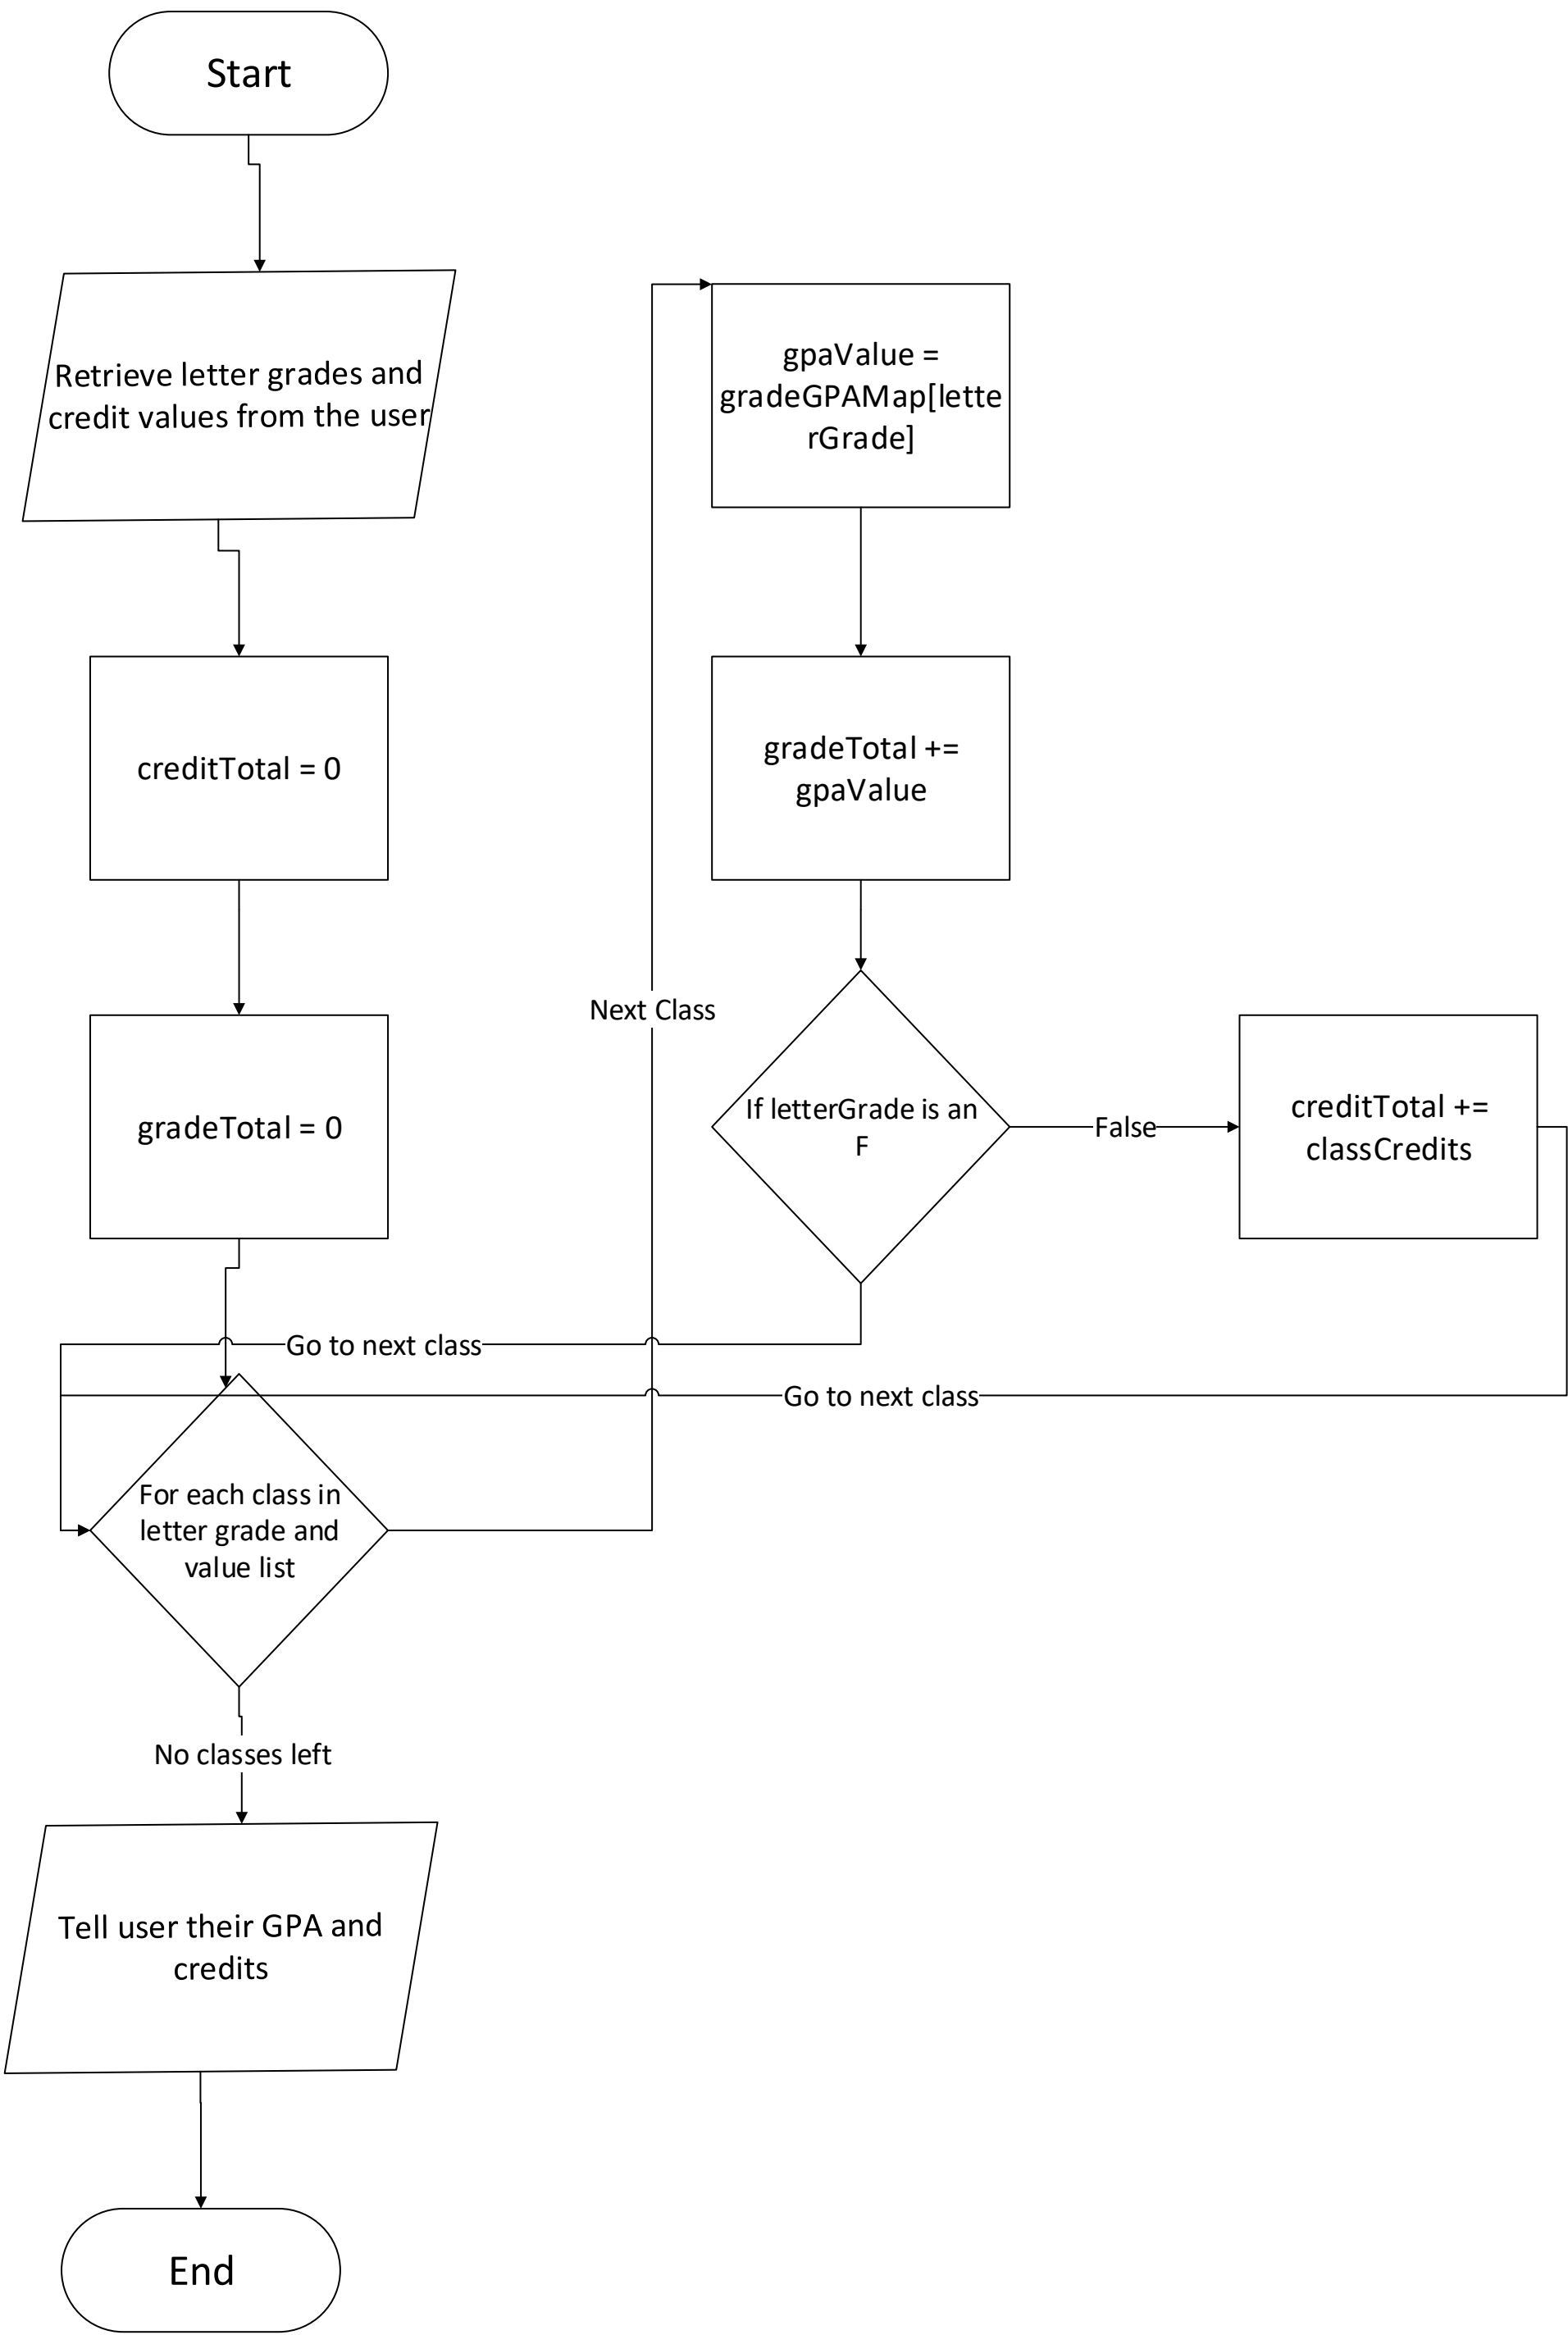 Start
Retrieve letter grades and
credit values from the user
creditTotal = 0
gradeTotal = 0
For each class in
letter grade and
value list
Next Class
gpaValue =
gradeGPAMap[lette
rGrade]
gradeTotal +=
gpaValue
If letterGrade is an
F
False
creditTotal +=
classCredits
Go to next class
Go to next class
No classes left
Tell user their GPA and
credits
End